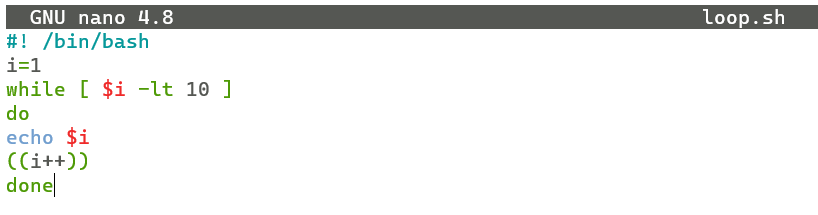 GNU nano 4.8 loop.sh
#! /bin/bash
i=1
while [ $i -lt 10 ]
do
echo $i
((i++))
done